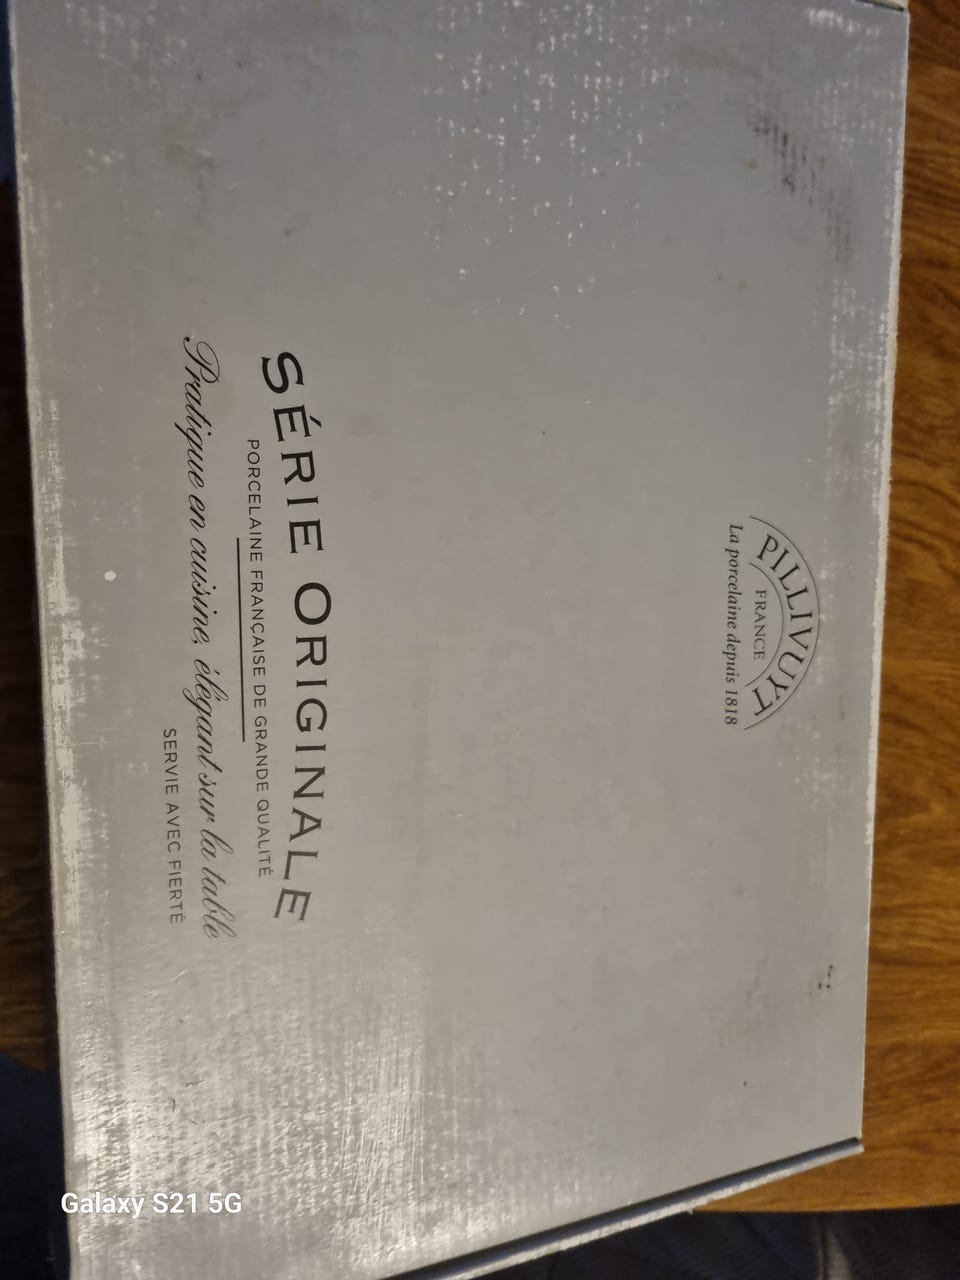 PILLIVUYT
FRANCE
La porcelaine depuis 1818
SÉRIE ORIGINALE
PORCELAINE FRANÇAISE DE GRANDE QUALITÉ
Pratique en cuisine, élégant sur la table
SERVIE AVEC FIERTÉ
Galaxy S21 5G